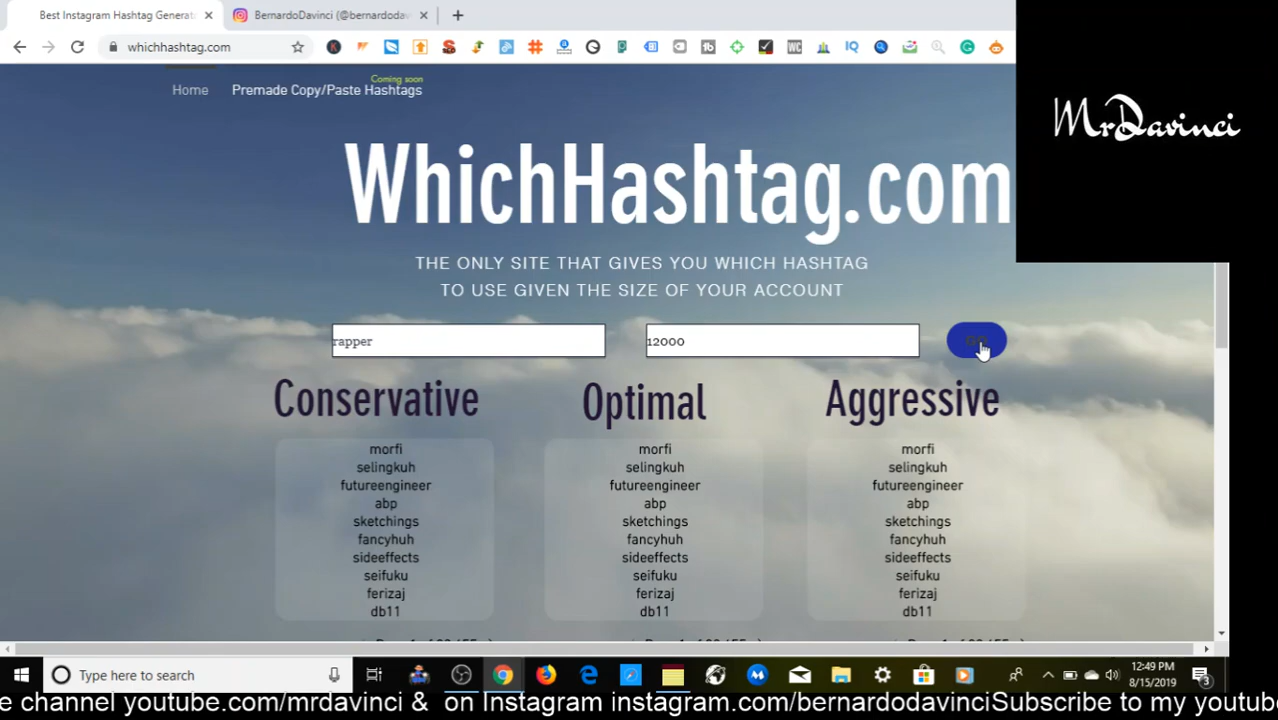 Best Instagram Hashtag Generat
BernardoDavinci (@bernardodav
whichhashtag.com
Home
Premade Copy/Paste Hashtags
Coming soon
MrDavinci
WhichHashtag.com
THE ONLY SITE THAT GIVES YOU WHICH HASHTAG
TO USE GIVEN THE SIZE OF YOUR ACCOUNT
rapper
12000
Conservative
morfi
selingkuh
futureengineer
abp
sketchings
fancyhuh
sideeffects
seifuku
ferizaj
db11
Optimal
morfi
selingkuh
futureengineer
abp
sketchings
fancyhuh
sideeffects
seifuku
ferizaj
db11
Aggressive
morfi
selingkuh
futureengineer
abp
sketchings
fancyhuh
sideeffects
seifuku
ferizaj
db11
Type here to search
12:49 PM
8/15/2019
e channel youtube.com/mrdavinci & on Instagram instagram.com/bernardodavinciSubscribe to my youtub